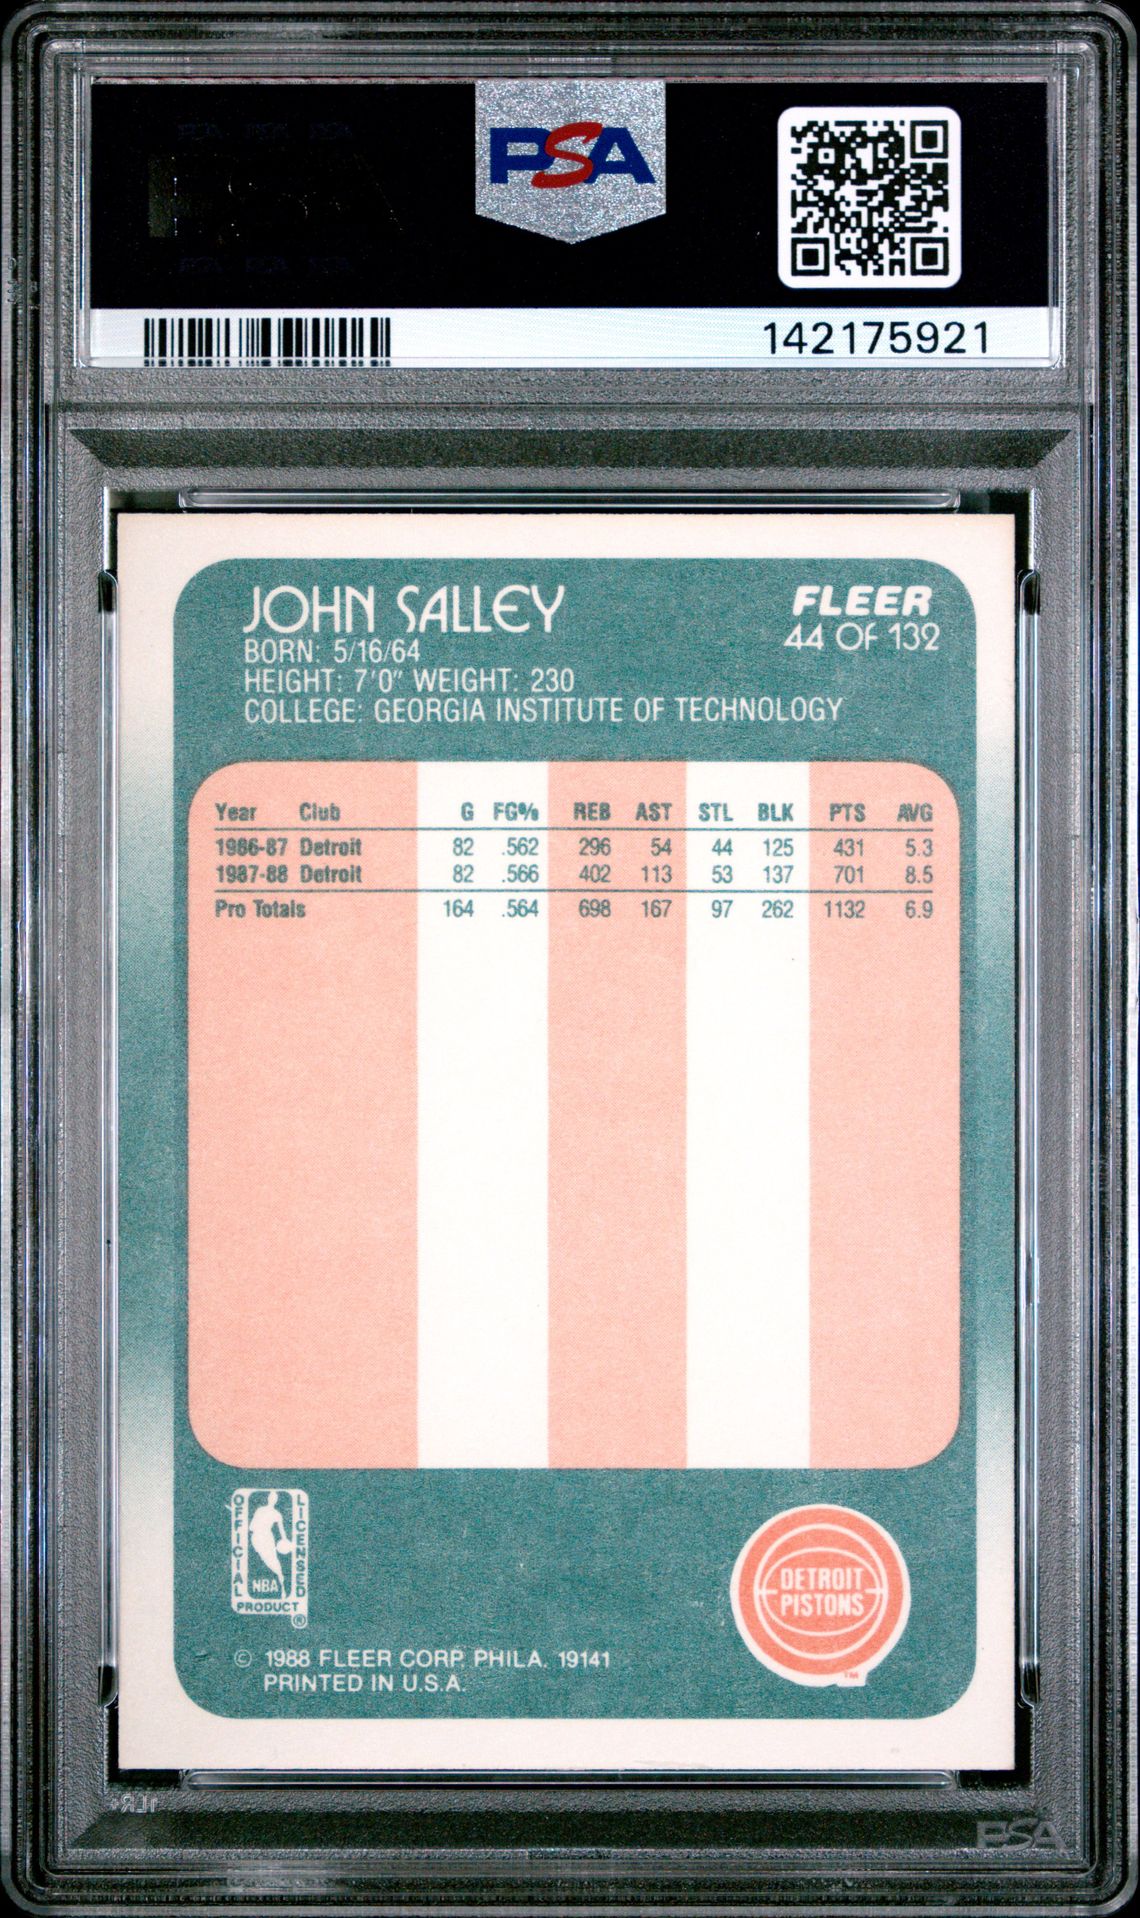 PSA
142175921
JOHN SALLEY
FLEER
44 OF 132
BORN: 5/16/64
HEIGHT: 7'0" WEIGHT: 230
COLLEGE: GEORGIA INSTITUTE OF TECHNOLOGY
Year Club G FG% REB AST STL BLK PTS AVG
1986-87 Detroit 82 .562 296 54 44 125 431 5.3
1987-88 Detroit 82 .566 402 113 53 137 701 8.5
Pro Totals 164 .564 698 167 97 262 1132 6.9
OFFICIAL LICENSED
NBA
PRODUCT
®
DETROIT
PISTONS
TM
© 1988 FLEER CORP. PHILA. 19141
PRINTED IN U.S.A.
PSA